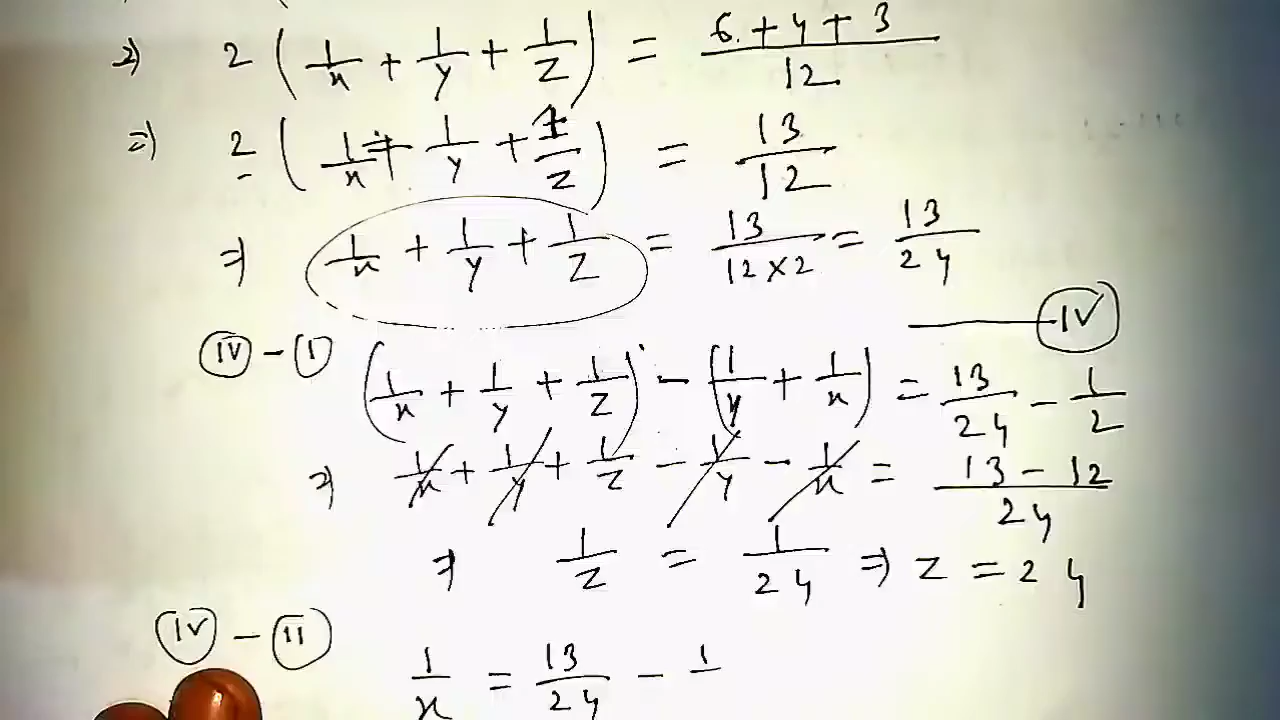 ⇒ 2 ( 1/x + 1/y + 1/z ) = 6 + 4 + 3 / 12
⇒ 2 ( 1/x + 1/y + 1/z ) = 13/12
⇒ 1/x + 1/y + 1/z = 13/12×2 = 13/24
IV
IV - I ( 1/x + 1/y + 1/z ) - ( 1/y + 1/x ) = 13/24 - 1/2
⇒ 1/x + 1/y + 1/z - 1/y - 1/x = 13 - 12 / 24
⇒ 1/z = 1/24 ⇒ z = 24
IV - II
1/x = 13/24 - 1